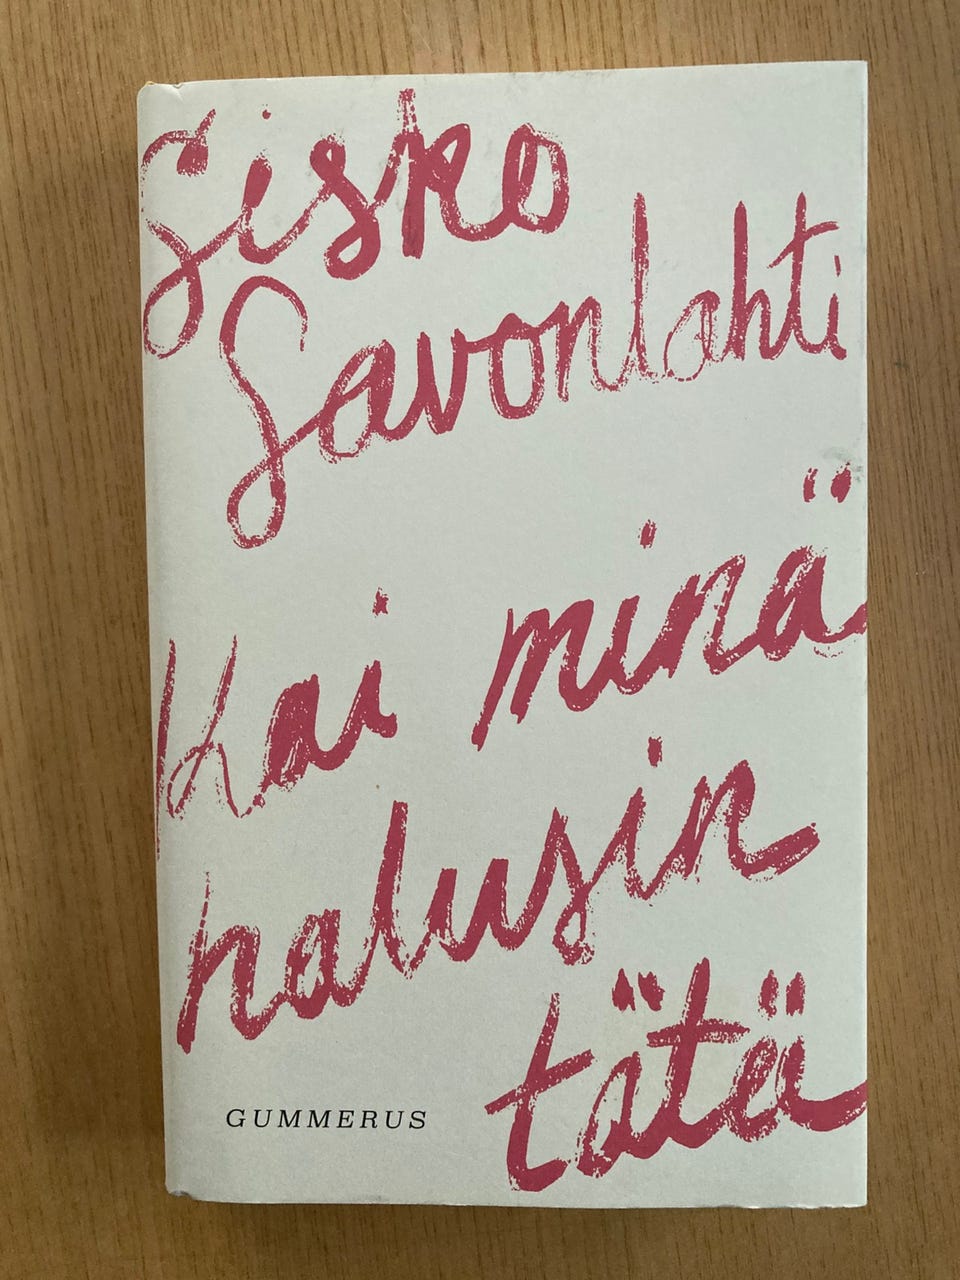 Sisko
Savonlahti
Kai minä
halusin
tätä
GUMMERUS